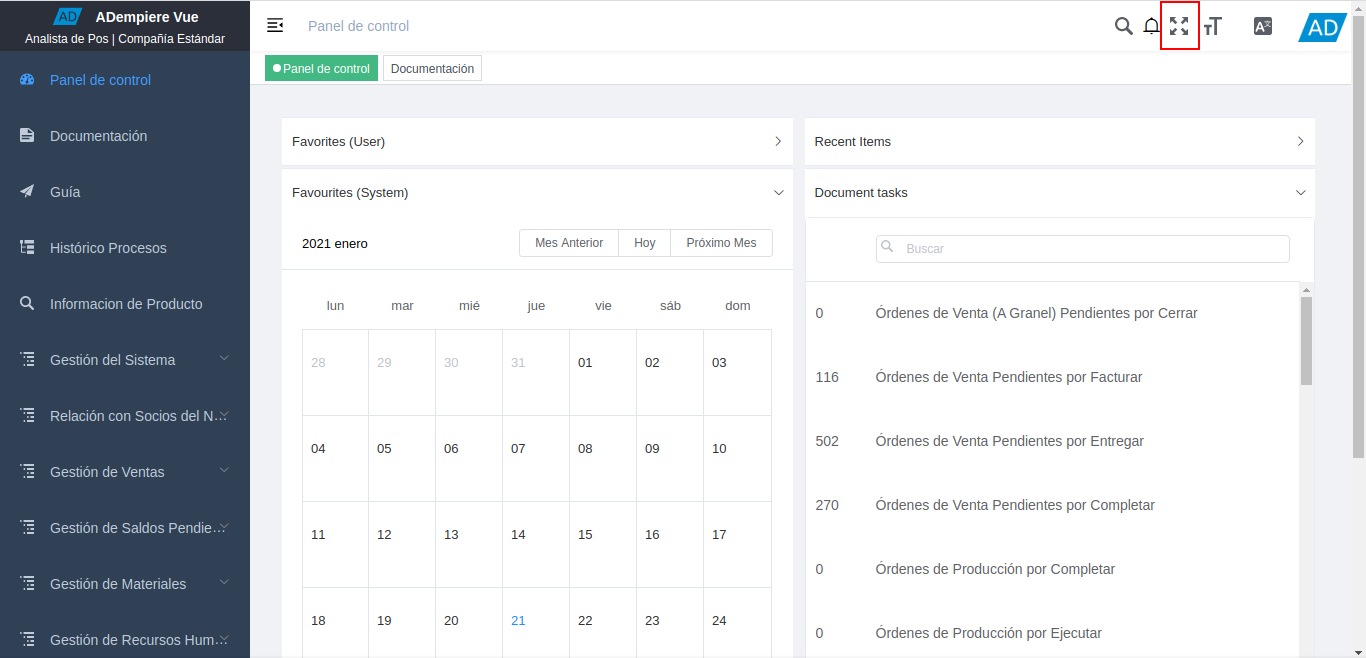 AD ADempiere Vue
Analista de Pos | Compañía Estándar
Panel de control
Documentación
Guía
Histórico Procesos
Informacion de Producto
Gestión del Sistema
Relación con Socios del N...
Gestión de Ventas
Gestión de Saldos Pendie...
Gestión de Materiales
Gestión de Recursos Hum...
Panel de control
A
AD
Panel de control
Documentación
Favorites (User)
Favourites (System)
2021 enero
Mes Anterior Hoy Próximo Mes
lun mar mié jue vie sáb dom
28 29 30 31 01 02 03
04 05 06 07 08 09 10
11 12 13 14 15 16 17
18 19 20 21 22 23 24
Recent Items
Document tasks
Buscar
0 Órdenes de Venta (A Granel) Pendientes por Cerrar
116 Órdenes de Venta Pendientes por Facturar
502 Órdenes de Venta Pendientes por Entregar
270 Órdenes de Venta Pendientes por Completar
0 Órdenes de Producción por Completar
0 Órdenes de Producción por Ejecutar